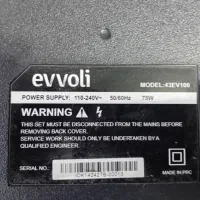 evvoli
MODEL:43EV100
POWER SUPPLY: 110-240V~ 50/60Hz 75W
WARNING
THIS SET MUST BE DISCONNECTED FROM THE MAINS BEFORE
REMOVING BACK COVER.
SERVICE WORK SHOULD ONLY BE UNDERTAKEN BY A
QUALIFIED ENGINEER.
SERIAL NO.:
MADE IN PRC